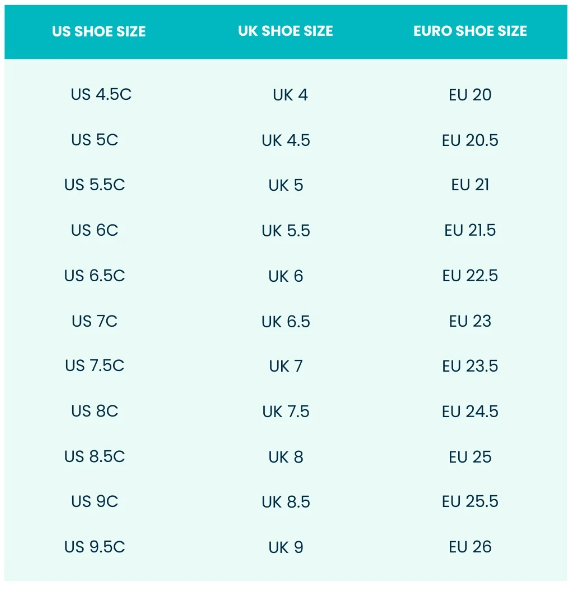 US SHOE SIZE UK SHOE SIZE EURO SHOE SIZE
US 4.5C UK 4 EU 20
US 5C UK 4.5 EU 20.5
US 5.5C UK 5 EU 21
US 6C UK 5.5 EU 21.5
US 6.5C UK 6 EU 22.5
US 7C UK 6.5 EU 23
US 7.5C UK 7 EU 23.5
US 8C UK 7.5 EU 24.5
US 8.5C UK 8 EU 25
US 9C UK 8.5 EU 25.5
US 9.5C UK 9 EU 26